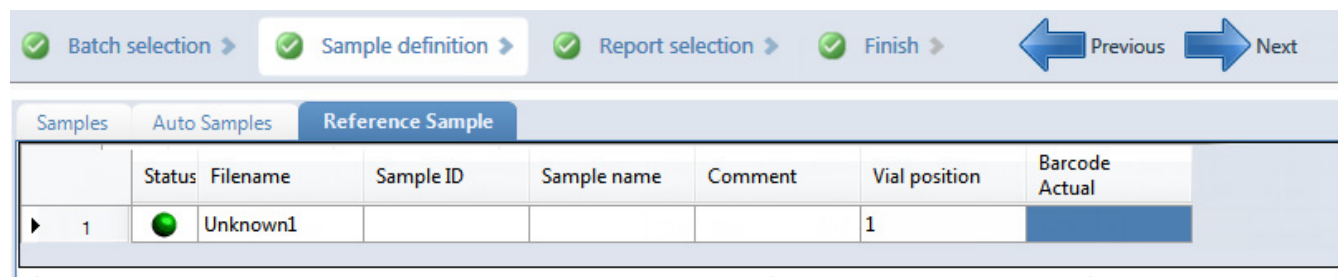 Batch selection Sample definition Report selection Finish Previous Next
Samples Auto Samples Reference Sample
Status Filename Sample ID Sample name Comment Vial position Barcode
Actual
1 Unknown1 1